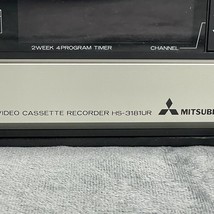 2WEEK 4PROGRAM TIMER
CHANNEL
VIDEO CASSETTE RECORDER HS-3181UR
MITSUB